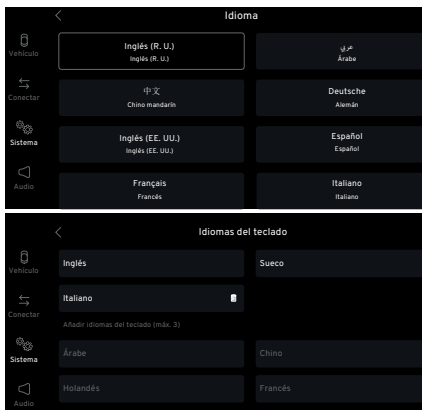 Idioma
Vehículo
Inglés (R. U.)
Inglés (R. U.)
عربي
Árabe
Conectar
中文
Chino mandarín
Deutsche
Alemán
Sistema
Inglés (EE. UU.)
Inglés (EE. UU.)
Español
Español
Audio
Français
Francés
Italiano
Italiano
Idiomas del teclado
Vehículo
Inglés
Sueco
Conectar
Italiano
Añadir idiomas del teclado (máx. 3)
Sistema
Árabe
Chino
Audio
Holandés
Francés